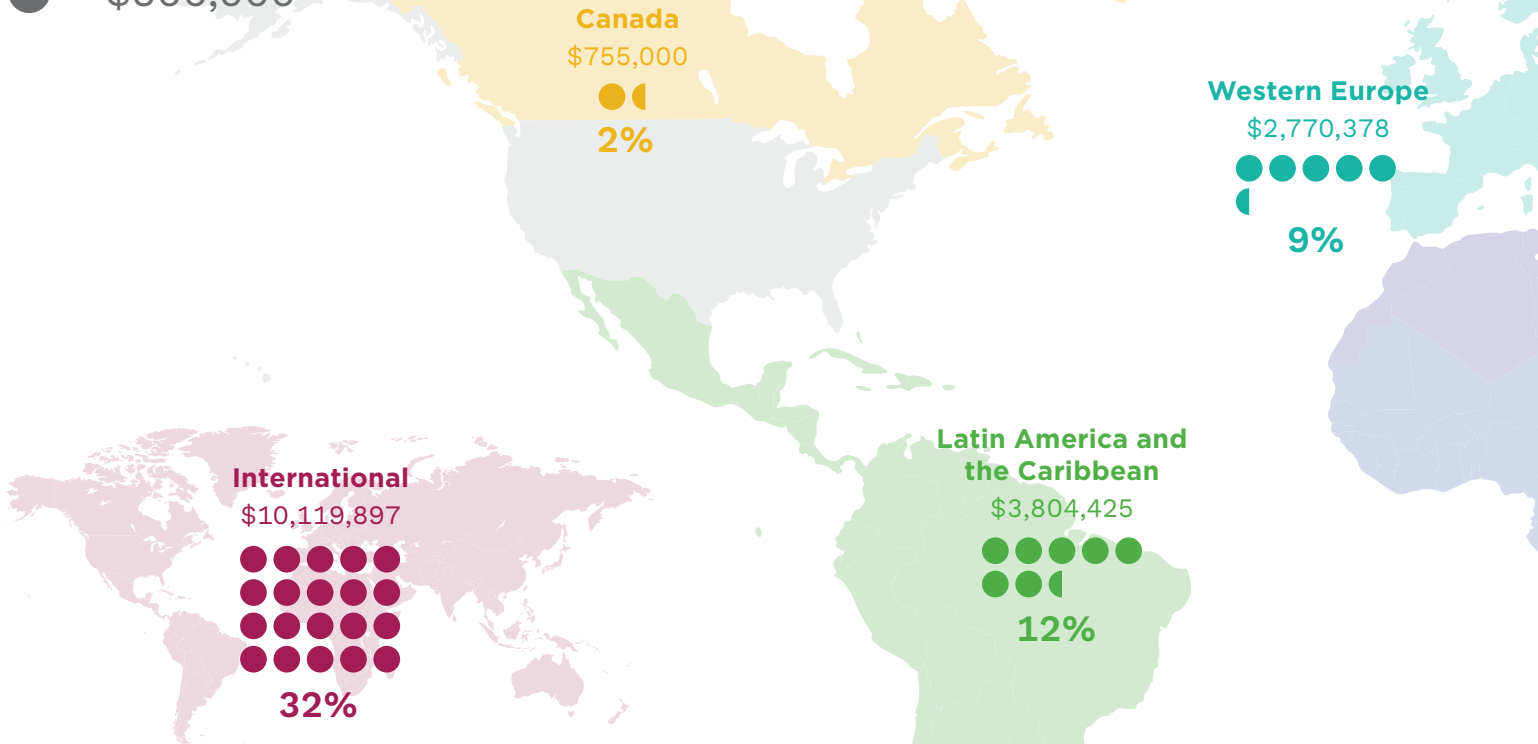 Canada
$755,000
2%
Western Europe
$2,770,378
9%
Latin America and
the Caribbean
$3,804,425
12%
International
$10,119,897
32%